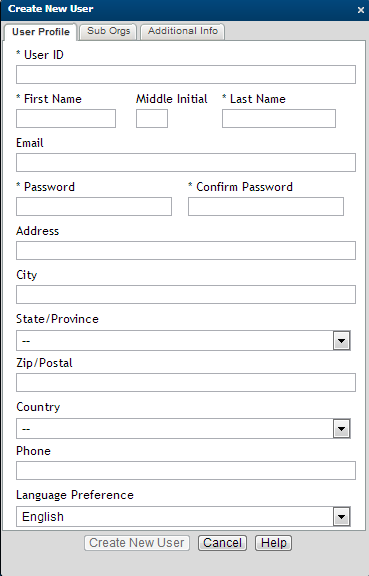 Create New User ×
User Profile Sub Orgs Additional Info
* User ID
* First Name Middle Initial * Last Name
Email
* Password * Confirm Password
Address
City
State/Province
--
Zip/Postal
Country
--
Phone
Language Preference
English
Create New User Cancel Help